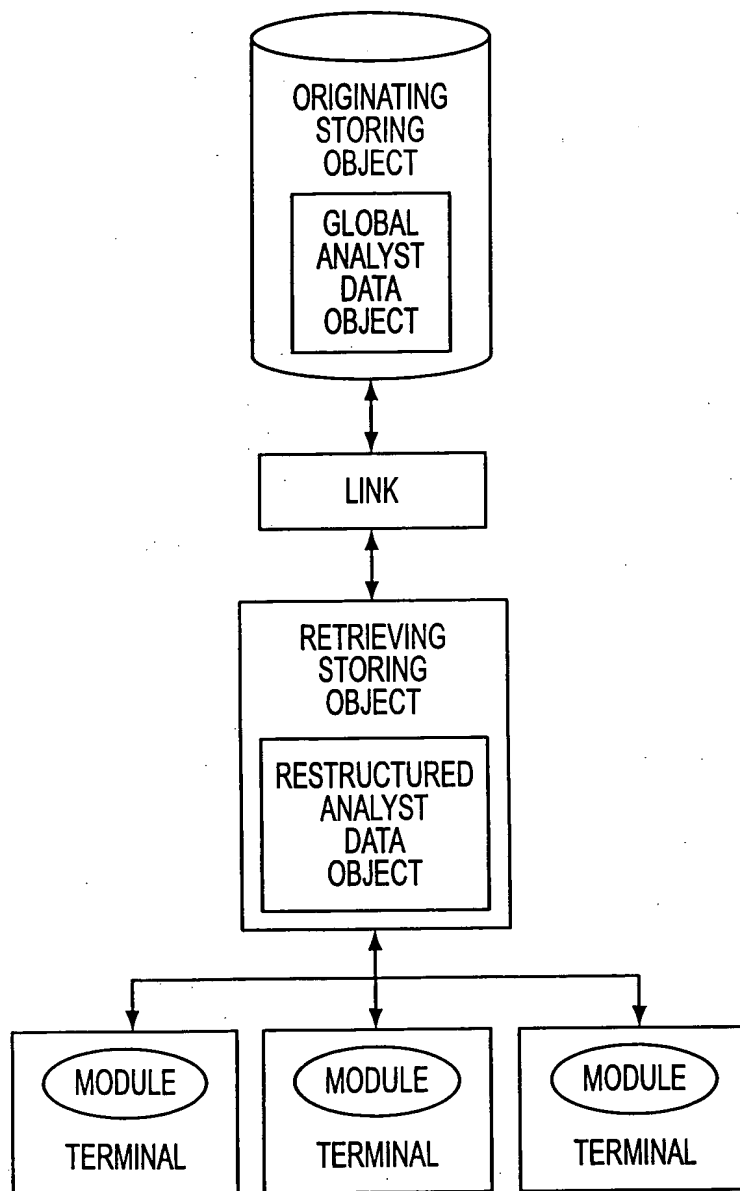 ORIGINATING
STORING
OBJECT
GLOBAL
ANALYST
DATA
OBJECT
LINK
RETRIEVING
STORING
OBJECT
RESTRUCTURED
ANALYST
DATA
OBJECT
MODULE
TERMINAL
MODULE
TERMINAL
MODULE
TERMINAL